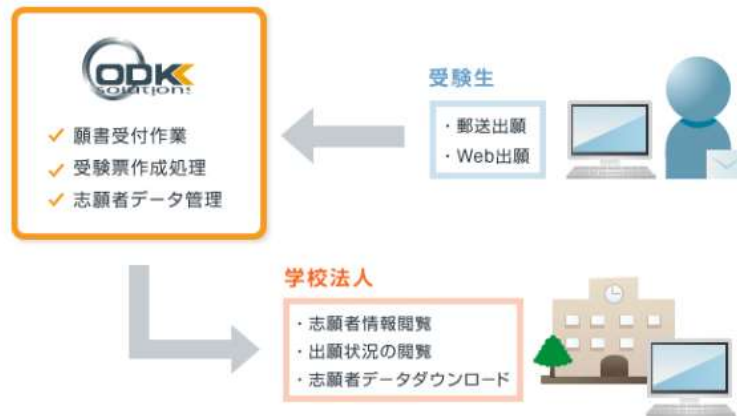 ODK
solutions
願書受付作業
受験票作成処理
志願者データ管理
受験生
・郵送出願
・Web出願
学校法人
・志願者情報閲覧
・出願状況の閲覧
・志願者データダウンロード